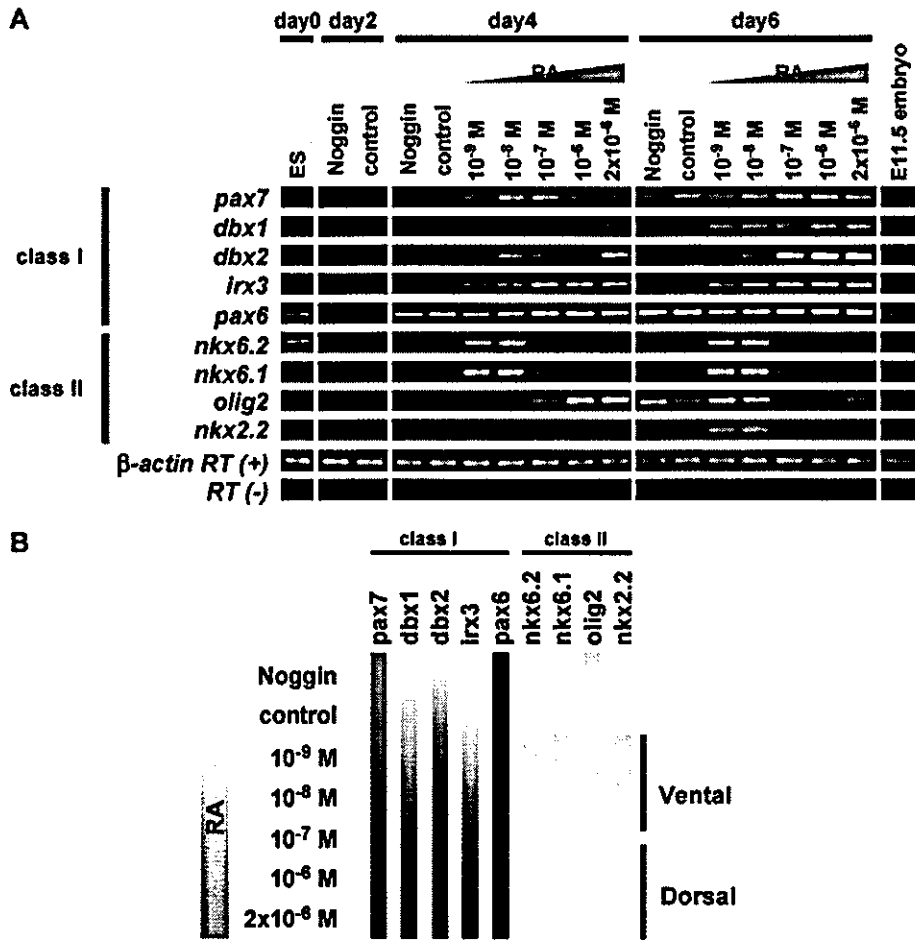 A
day0 day2 day4 day6
RA RA
ES
Noggin
control
Noggin
control
10⁻⁹ M
10⁻⁸ M
10⁻⁷ M
10⁻⁶ M
2x10⁻⁶ M
Noggin
control
10⁻⁹ M
10⁻⁸ M
10⁻⁷ M
10⁻⁶ M
2x10⁻⁶ M
E11.5 embryo
class I
pax7
dbx1
dbx2
irx3
pax6
class II
nkx6.2
nkx6.1
olig2
nkx2.2
β-actin RT (+)
RT (-)
B
class I class II
pax7
dbx1
dbx2
irx3
pax6
nkx6.2
nkx6.1
olig2
nkx2.2
Noggin
control
10⁻⁹ M
10⁻⁸ M
10⁻⁷ M
10⁻⁶ M
2x10⁻⁶ M
RA
Vental
Dorsal